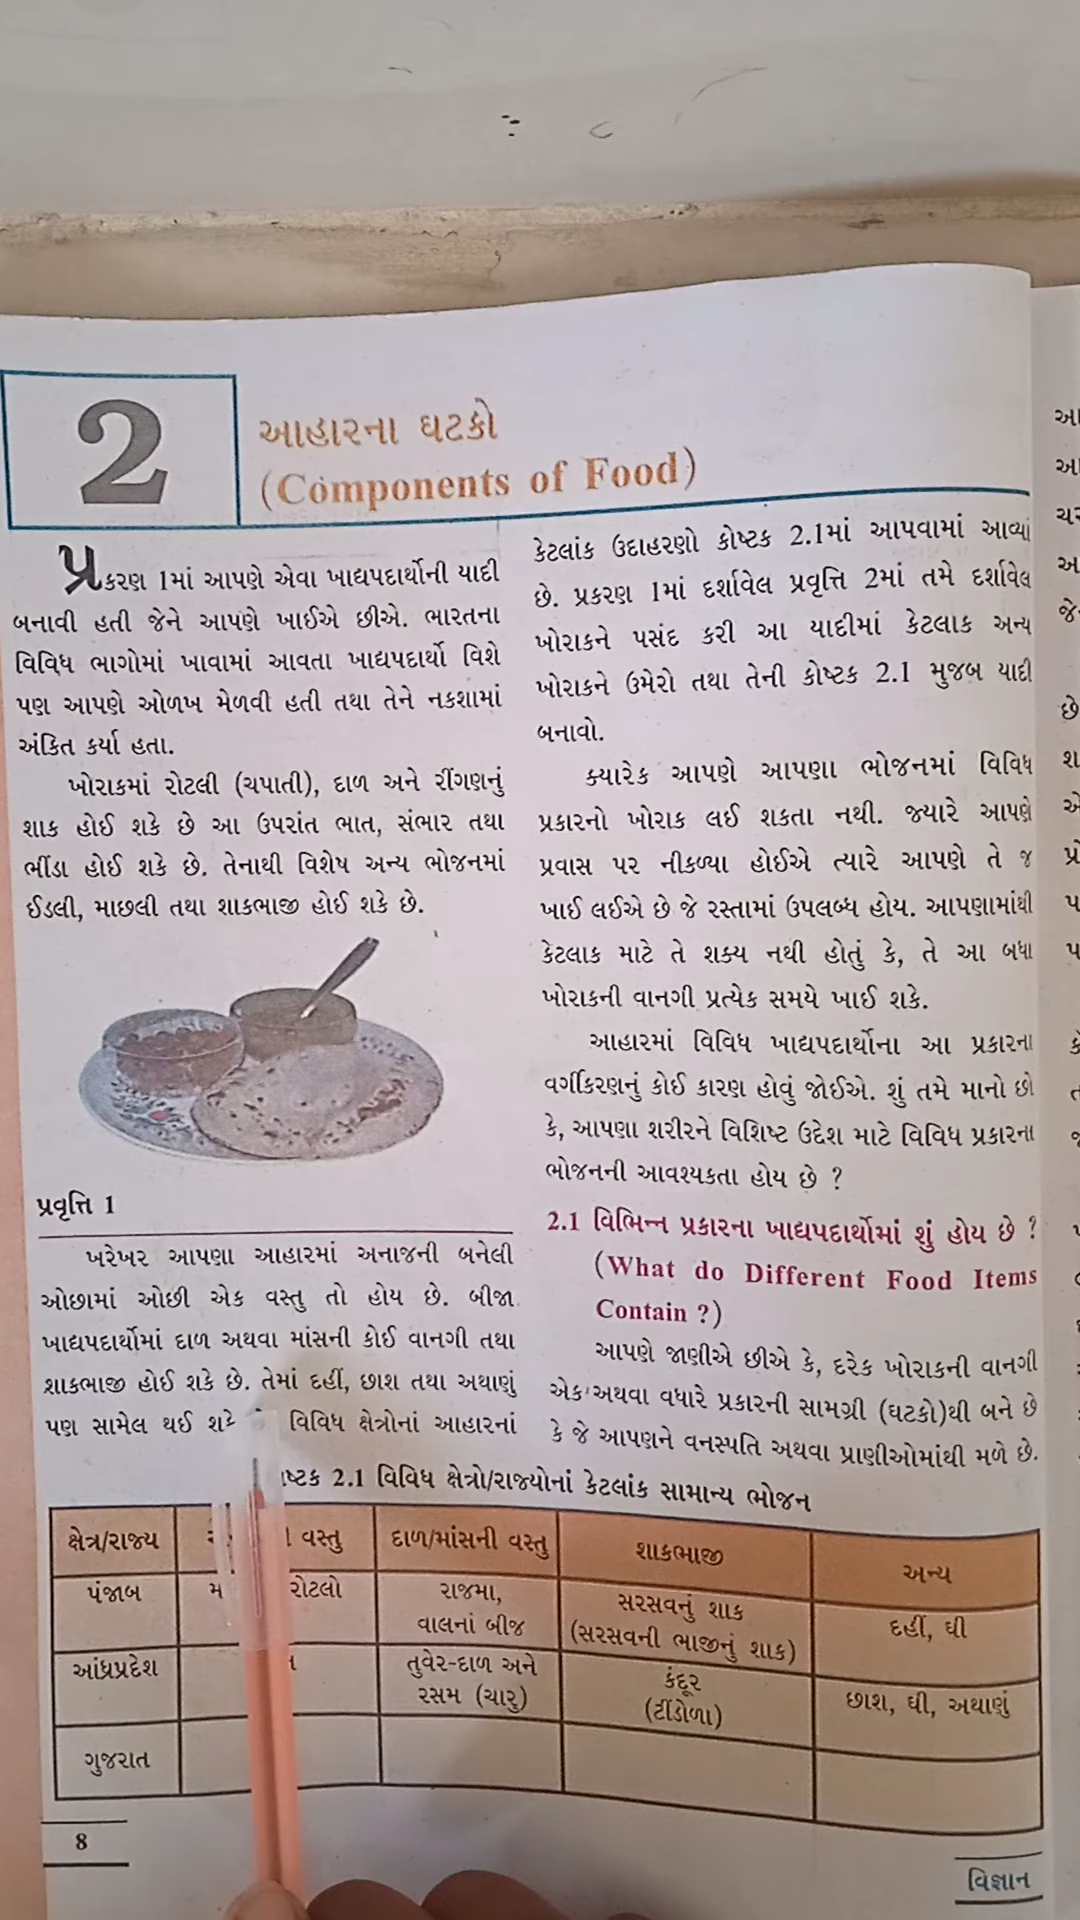 2
આહારના ઘટકો
(Components of Food)
પ્રકરણ 1માં આપણે એવા ખાદ્યપદાર્થોની યાદી
બનાવી હતી જેને આપણે ખાઈએ છીએ. ભારતના
વિવિધ ભાગોમાં ખાવામાં આવતા ખાદ્યપદાર્થો વિશે
પણ આપણે ઓળખ મેળવી હતી તથા તેને નકશામાં
અંકિત કર્યા હતા.
ખોરાકમાં રોટલી (ચપાતી), દાળ અને રીંગણનું
શાક હોઈ શકે છે આ ઉપરાંત ભાત, સંભાર તથા
ભીંડા હોઈ શકે છે. તેનાથી વિશેષ અન્ય ભોજનમાં
ઈડલી, માછલી તથા શાકભાજી હોઈ શકે છે.
પ્રવૃત્તિ 1
ખરેખર આપણા આહારમાં અનાજની બનેલી
ઓછામાં ઓછી એક વસ્તુ તો હોય છે. બીજા
ખાદ્યપદાર્થોમાં દાળ અથવા માંસની કોઈ વાનગી તથા
શાકભાજી હોઈ શકે છે. તેમાં દહીં, છાશ તથા અથાણું
પણ સામેલ થઈ વિવિધ ક્ષેત્રોનાં આહારનાં
કેટલાંક ઉદાહરણો કોષ્ટક 2.1માં આપવામાં આવ્યાં
છે. પ્રકરણ 1માં દર્શાવેલ પ્રવૃત્તિ 2માં તમે દર્શાવેલ
ખોરાકને પસંદ કરી આ યાદીમાં કેટલાક અન્ય
ખોરાકને ઉમેરો તથા તેની કોષ્ટક 2.1 મુજબ યાદી
બનાવો.
ક્યારેક આપણે આપણા ભોજનમાં વિવિધ
પ્રકારનો ખોરાક લઈ શકતા નથી. જ્યારે આપણે
પ્રવાસ પર નીકળ્યા હોઈએ ત્યારે આપણે તે જ
ખાઈ લઈએ છે જે રસ્તામાં ઉપલબ્ધ હોય. આપણામાંથી
કેટલાક માટે તે શક્ય નથી હોતું કે, તે આ બધા
ખોરાકની વાનગી પ્રત્યેક સમયે ખાઈ શકે.
આહારમાં વિવિધ ખાદ્યપદાર્થોના આ પ્રકારના
વર્ગીકરણનું કોઈ કારણ હોવું જોઈએ. શું તમે માનો છો
કે, આપણા શરીરને વિશિષ્ટ ઉદ્દેશ માટે વિવિધ પ્રકારના
ભોજનની આવશ્યકતા હોય છે ?
2.1 વિભિન્ન પ્રકારના ખાદ્યપદાર્થોમાં શું હોય છે ?
(What do Different Food Items
Contain ?)
આપણે જાણીએ છીએ કે, દરેક ખોરાકની વાનગી
એક અથવા વધારે પ્રકારની સામગ્રી (ઘટકો)થી બને છે
કે જે આપણને વનસ્પતિ અથવા પ્રાણીઓમાંથી મળે છે.
2.1 વિવિધ ક્ષેત્રો/રાજ્યોનાં કેટલાંક સામાન્ય ભોજન
ક્ષેત્ર/રાજ્ય વસ્તુ દાળ/માંસની વસ્તુ શાકભાજી અન્ય
પંજાબ રોટલો રાજમા, સરસવનું શાક દહીં, ઘી
વાલનાં બીજ (સરસવની ભાજીનું શાક)
આંધ્રપ્રદેશ તુવેર-દાળ અને કંદૂર છાશ, ઘી, અથાણું
રસમ (ચારુ) (ટીંડોળા)
ગુજરાત
8
વિજ્ઞાન